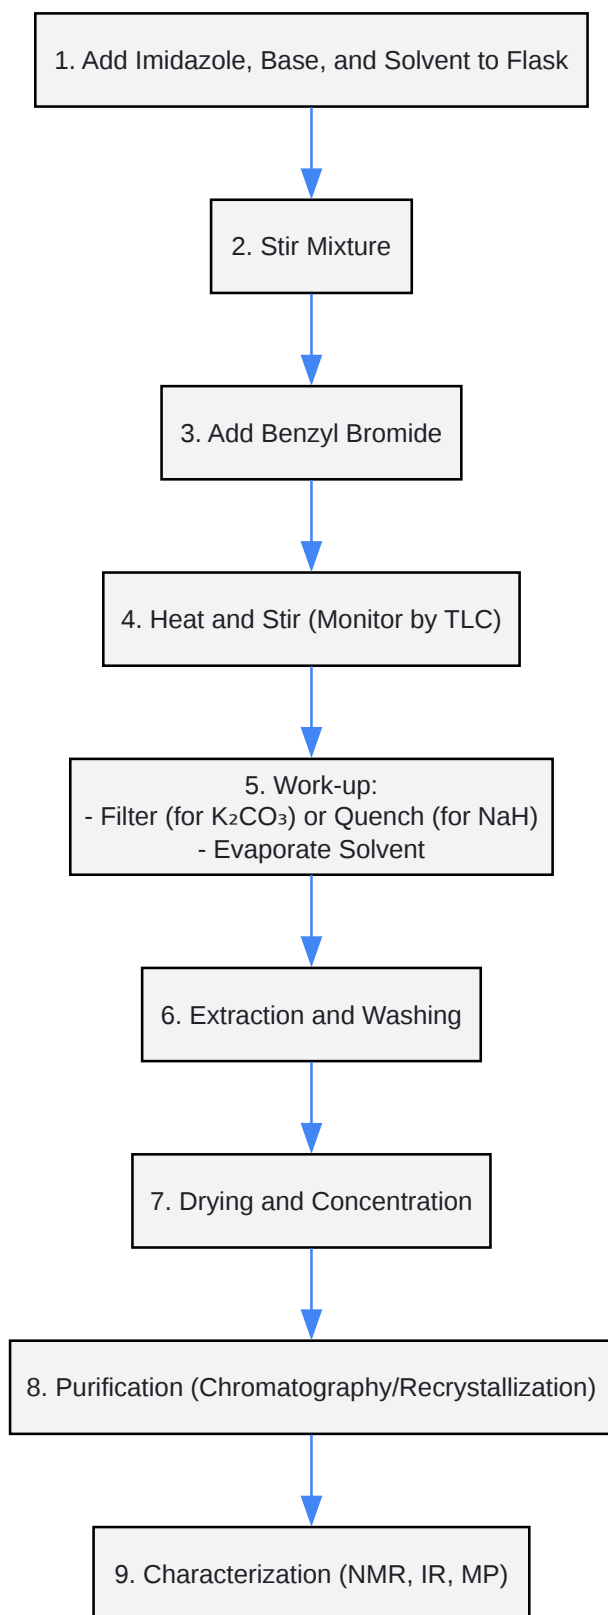 1. Add Imidazole, Base, and Solvent to Flask
2. Stir Mixture
3. Add Benzyl Bromide
4. Heat and Stir (Monitor by TLC)
5. Work-up:
- Filter (for K₂CO₃) or Quench (for NaH)
- Evaporate Solvent
6. Extraction and Washing
7. Drying and Concentration
8. Purification (Chromatography/Recrystallization)
9. Characterization (NMR, IR, MP)